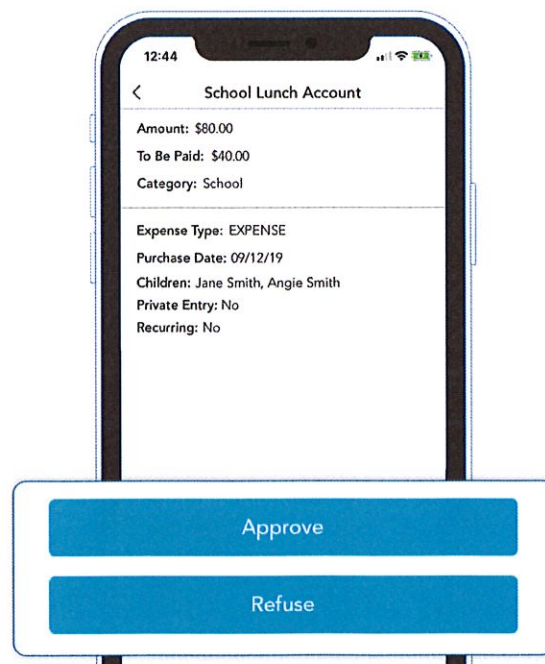 12:44
School Lunch Account
Amount: $80.00
To Be Paid: $40.00
Category: School
Expense Type: EXPENSE
Purchase Date: 09/12/19
Children: Jane Smith, Angie Smith
Private Entry: No
Recurring: No
Approve
Refuse